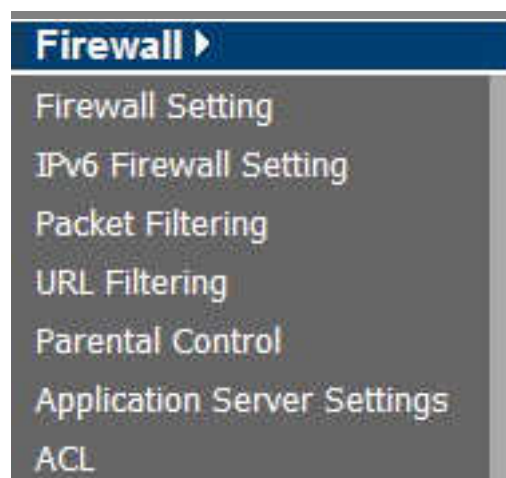 Firewall
Firewall Setting
IPv6 Firewall Setting
Packet Filtering
URL Filtering
Parental Control
Application Server Settings
ACL